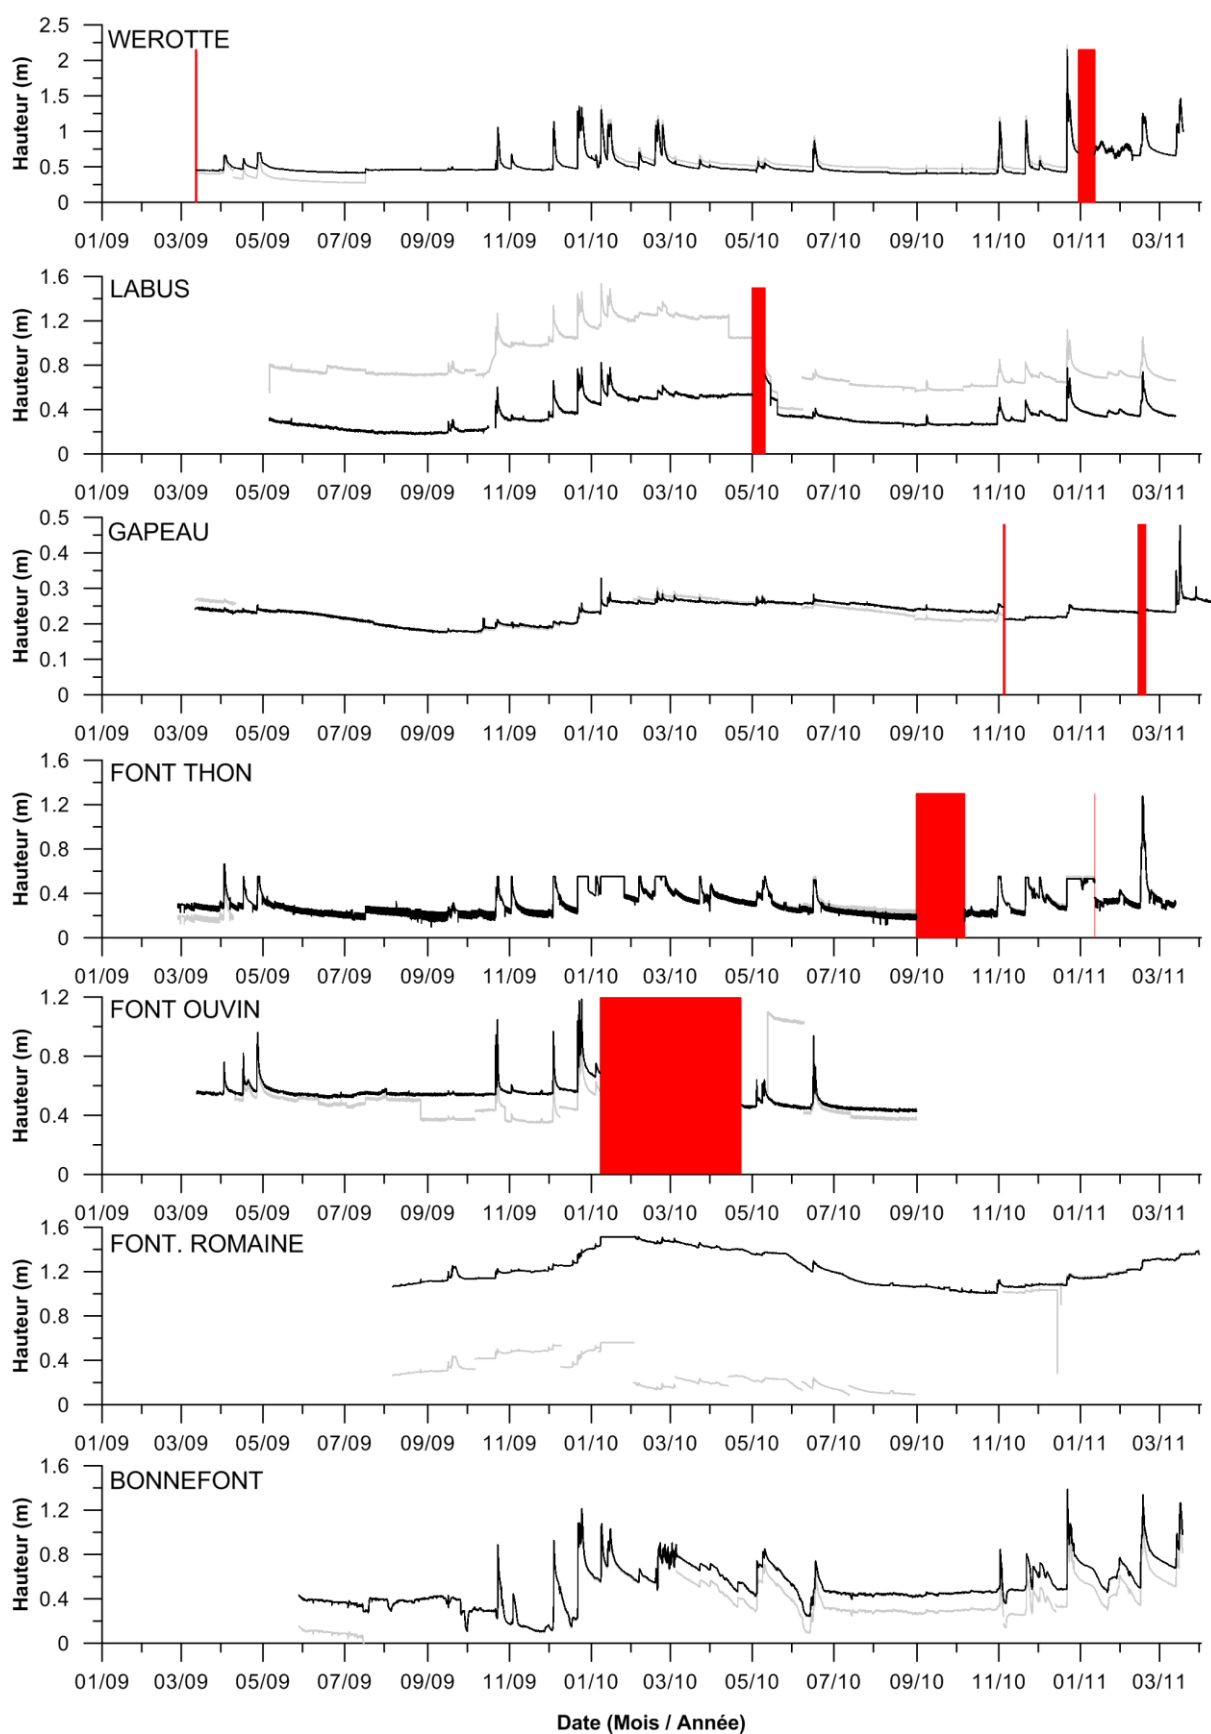 WEROTTE
Hauteur (m)
2.5
2
1.5
1
0.5
0
01/09 03/09 05/09 07/09 09/09 11/09 01/10 03/10 05/10 07/10 09/10 11/10 01/11 03/11
LABUS
Hauteur (m)
1.6
1.2
0.8
0.4
0
01/09 03/09 05/09 07/09 09/09 11/09 01/10 03/10 05/10 07/10 09/10 11/10 01/11 03/11
GAPEAU
Hauteur (m)
0.5
0.4
0.3
0.2
0.1
0
01/09 03/09 05/09 07/09 09/09 11/09 01/10 03/10 05/10 07/10 09/10 11/10 01/11 03/11
FONT THON
Hauteur (m)
1.6
1.2
0.8
0.4
0
01/09 03/09 05/09 07/09 09/09 11/09 01/10 03/10 05/10 07/10 09/10 11/10 01/11 03/11
FONT OUVIN
Hauteur (m)
1.2
0.8
0.4
0
01/09 03/09 05/09 07/09 09/09 11/09 01/10 03/10 05/10 07/10 09/10 11/10 01/11 03/11
FONT. ROMAINE
Hauteur (m)
1.6
1.2
0.8
0.4
0
01/09 03/09 05/09 07/09 09/09 11/09 01/10 03/10 05/10 07/10 09/10 11/10 01/11 03/11
BONNEFONT
Hauteur (m)
1.6
1.2
0.8
0.4
0
01/09 03/09 05/09 07/09 09/09 11/09 01/10 03/10 05/10 07/10 09/10 11/10 01/11 03/11
Date (Mois / Année)